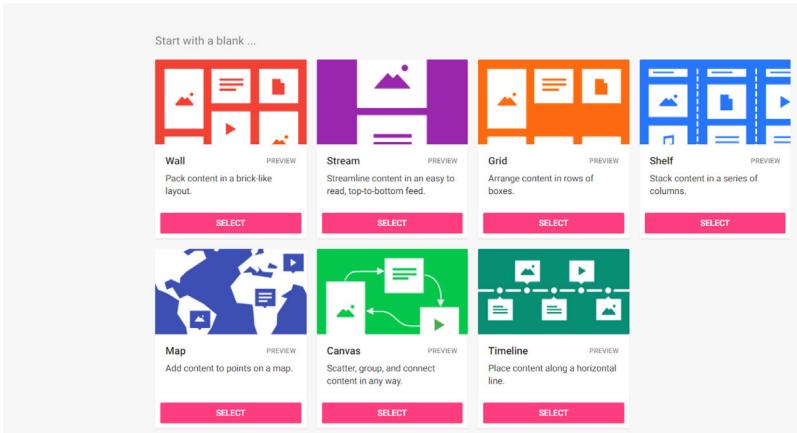 Start with a blank ...
Wall PREVIEW
Pack content in a brick-like
layout.
SELECT
Stream PREVIEW
Streamline content in an easy to
read, top-to-bottom feed.
SELECT
Grid PREVIEW
Arrange content in rows of
boxes.
SELECT
Shelf PREVIEW
Stack content in a series of
columns.
SELECT
Map PREVIEW
Add content to points on a map.
SELECT
Canvas PREVIEW
Scatter, group, and connect
content in any way.
SELECT
Timeline PREVIEW
Place content along a horizontal
line.
SELECT